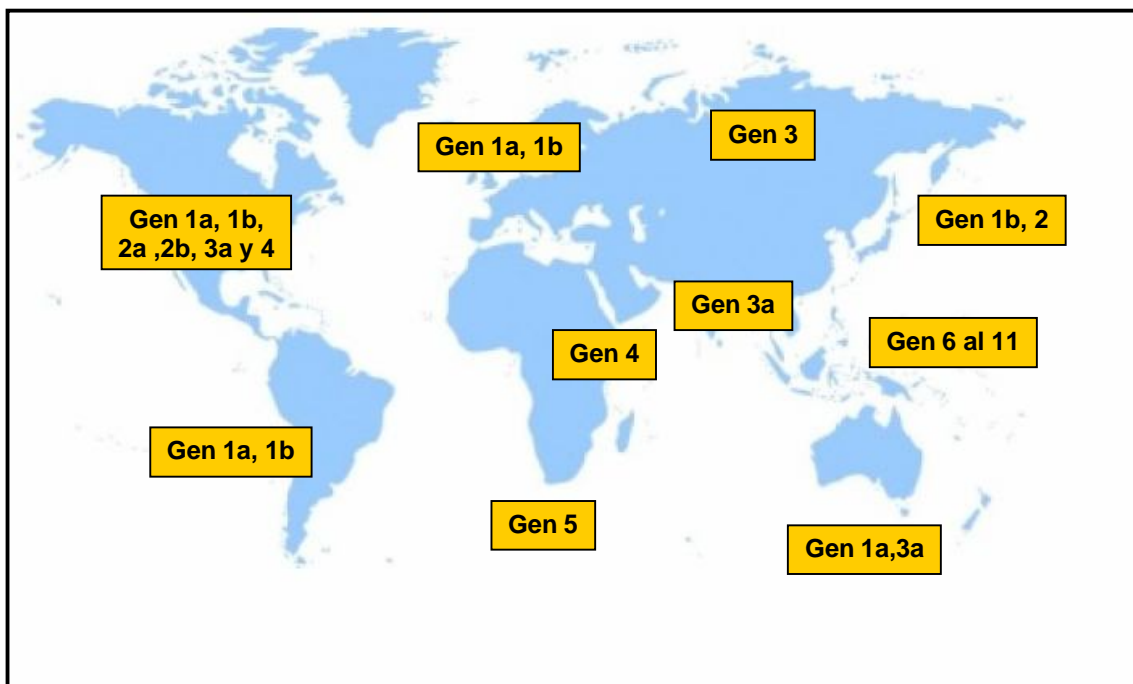 Gen 3
Gen 1a, 1b
Gen 1a, 1b,
2a ,2b, 3a y 4
Gen 1b, 2
Gen 3a
Gen 4
Gen 6 al 11
Gen 1a, 1b
Gen 5
Gen 1a,3a